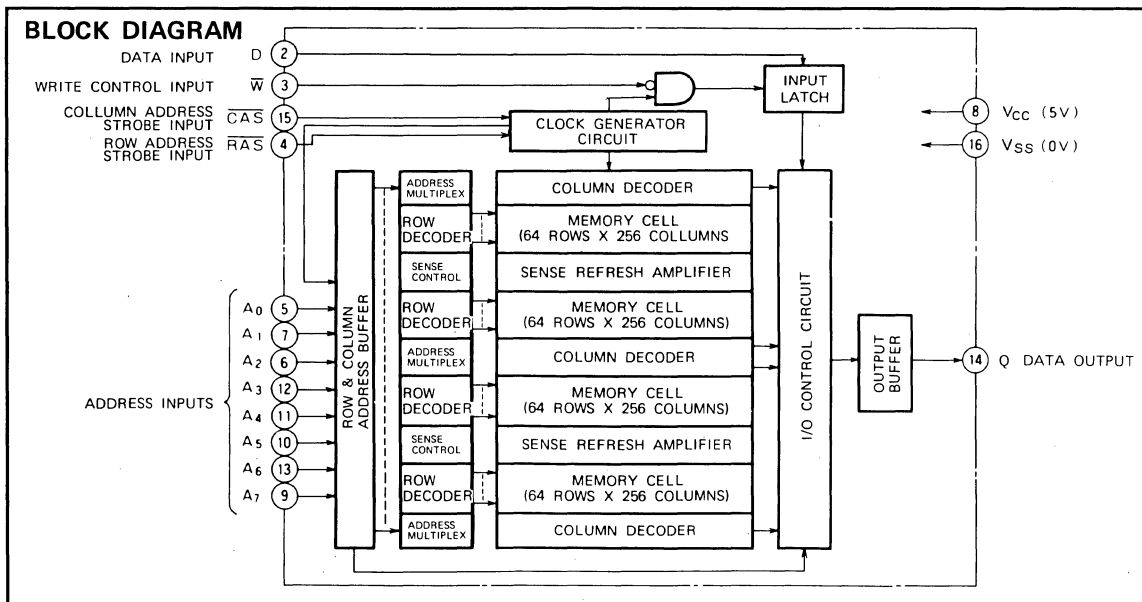 BLOCK DIAGRAM
DATA INPUT D 2
WRITE CONTROL INPUT W̅ 3
COLLUMN ADDRESS
STROBE INPUT C̅A̅S̅ 15
ROW ADDRESS
STROBE INPUT R̅A̅S̅ 4
INPUT
LATCH
CLOCK GENERATOR
CIRCUIT
8 VCC (5V)
16 VSS (0V)
ADDRESS INPUTS
A0 5
A1 7
A2 6
A3 12
A4 11
A5 10
A6 13
A7 9
ROW & COLUMN
ADDRESS BUFFER
ADDRESS
MULTIPLEX
ROW
DECODER
SENSE
CONTROL
ROW
DECODER
ADDRESS
MULTIPLEX
ROW
DECODER
SENSE
CONTROL
ROW
DECODER
ADDRESS
MULTIPLEX
COLUMN DECODER
MEMORY CELL
(64 ROWS X 256 COLLUMNS
SENSE REFRESH AMPLIFIER
MEMORY CELL
(64 ROWS X 256 COLUMNS)
COLUMN DECODER
MEMORY CELL
(64 ROWS X 256 COLUMNS)
SENSE REFRESH AMPLIFIER
MEMORY CELL
(64 ROWS X 256 COLUMNS)
COLUMN DECODER
I/O CONTROL CIRCUIT
OUTPUT
BUFFER
14 Q DATA OUTPUT